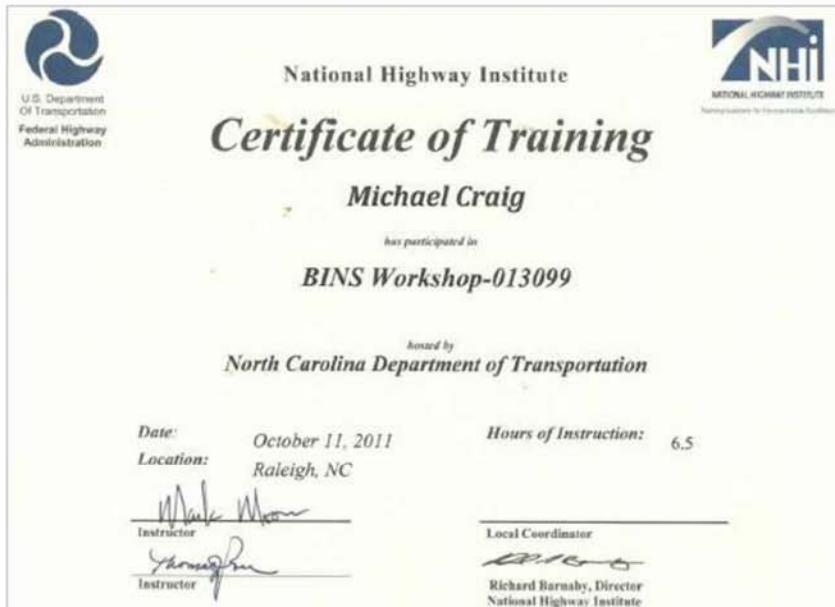 U.S. Department
Of Transportation
Federal Highway
Administration
NHi
NATIONAL HIGHWAY INSTITUTE
National Highway Institute
Certificate of Training
Michael Craig
has participated in
BINS Workshop-013099
hosted by
North Carolina Department of Transportation
Date: October 11, 2011
Hours of Instruction: 6.5
Location: Raleigh, NC
Mark Moon
Instructor
Local Coordinator
Instructor
Richard Barnaby, Director
National Highway Institute